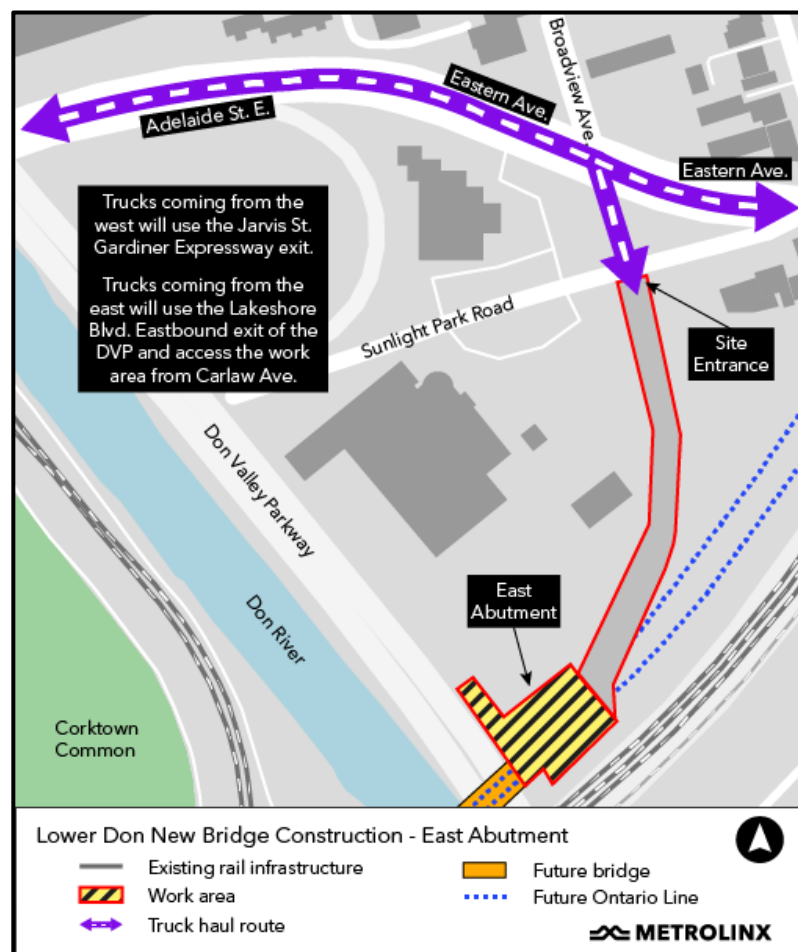 Broadview Ave.
Eastern Ave.
Adelaide St. E.
Eastern Ave.
Trucks coming from the
west will use the Jarvis St.
Gardiner Expressway exit.
Trucks coming from the
east will use the Lakeshore
Blvd. Eastbound exit of the
DVP and access the work
area from Carlaw Ave.
Sunlight Park Road
Site
Entrance
Don Valley Parkway
East
Abutment
Don River
Corktown
Common
Lower Don New Bridge Construction - East Abutment
Existing rail infrastructure
Work area
Truck haul route
Future bridge
Future Ontario Line
METROLINX